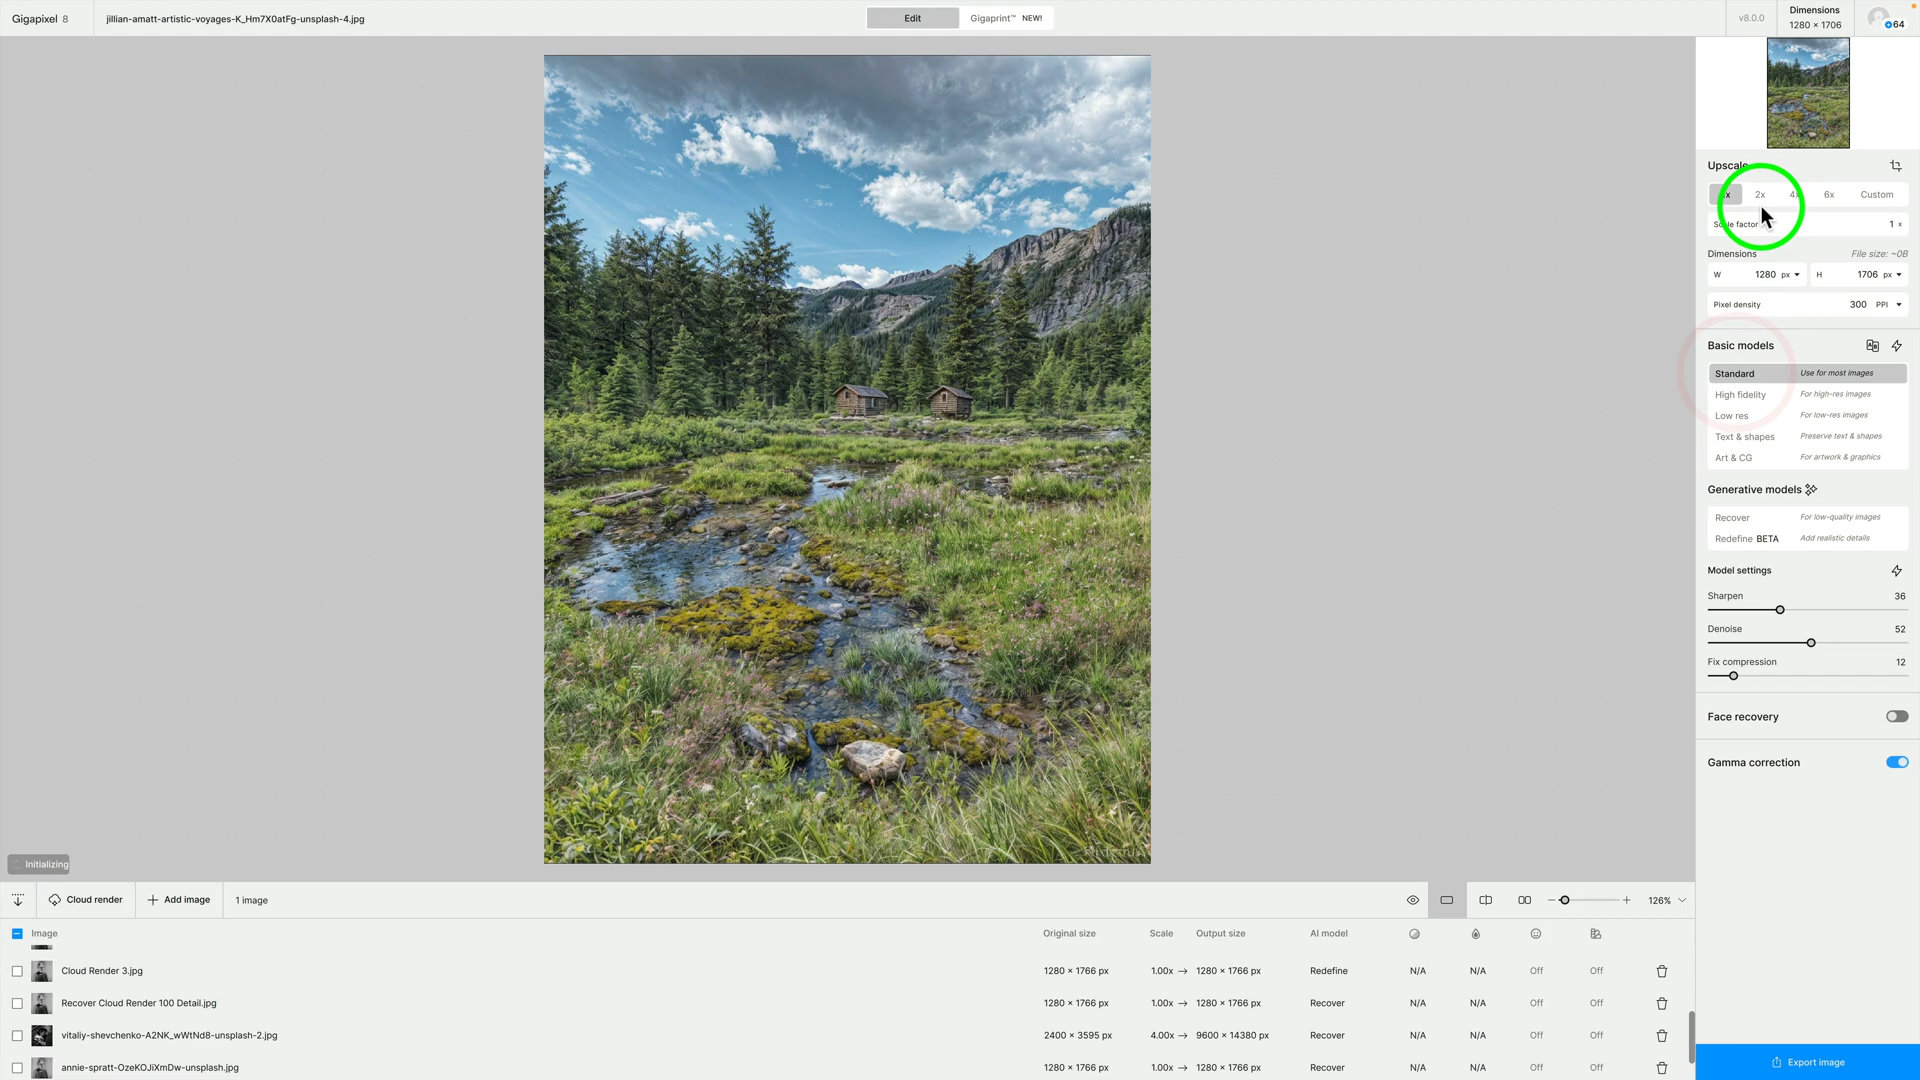 Gigapixel 8
jillian-amatt-artistic-voyages-K_Hm7X0atFg-unsplash-4.jpg
Edit
Gigaprint™ NEW!
v8.0.0
Dimensions
1280 × 1706
64
Upscale
2x
6x
Custom
1 x
Dimensions
File size: ~0B
W 1280 px
H 1706 px
Pixel density 300 PPI
Basic models
Standard Use for most images
High fidelity For high-res images
Low res For low-res images
Text & shapes Preserve text & shapes
Art & CG For artwork & graphics
Generative models
Recover For low-quality images
Redefine BETA Add realistic details
Model settings
Sharpen 36
Denoise 52
Fix compression 12
Face recovery
Gamma correction
Initializing
Cloud render
Add image
1 image
126%
Image Original size Scale Output size AI model
Cloud Render 3.jpg 1280 × 1766 px 1.00x → 1280 × 1766 px Redefine N/A N/A Off Off
Recover Cloud Render 100 Detail.jpg 1280 × 1766 px 1.00x → 1280 × 1766 px Recover N/A N/A Off Off
vitaliy-shevchenko-A2NK_wWtNd8-unsplash-2.jpg 2400 × 3595 px 4.00x → 9600 × 14380 px Recover N/A N/A Off Off
annie-spratt-OzeKOJiXmDw-unsplash.jpg 1280 × 1766 px 1.00x → 1280 × 1766 px Recover N/A N/A Off Off
Export image